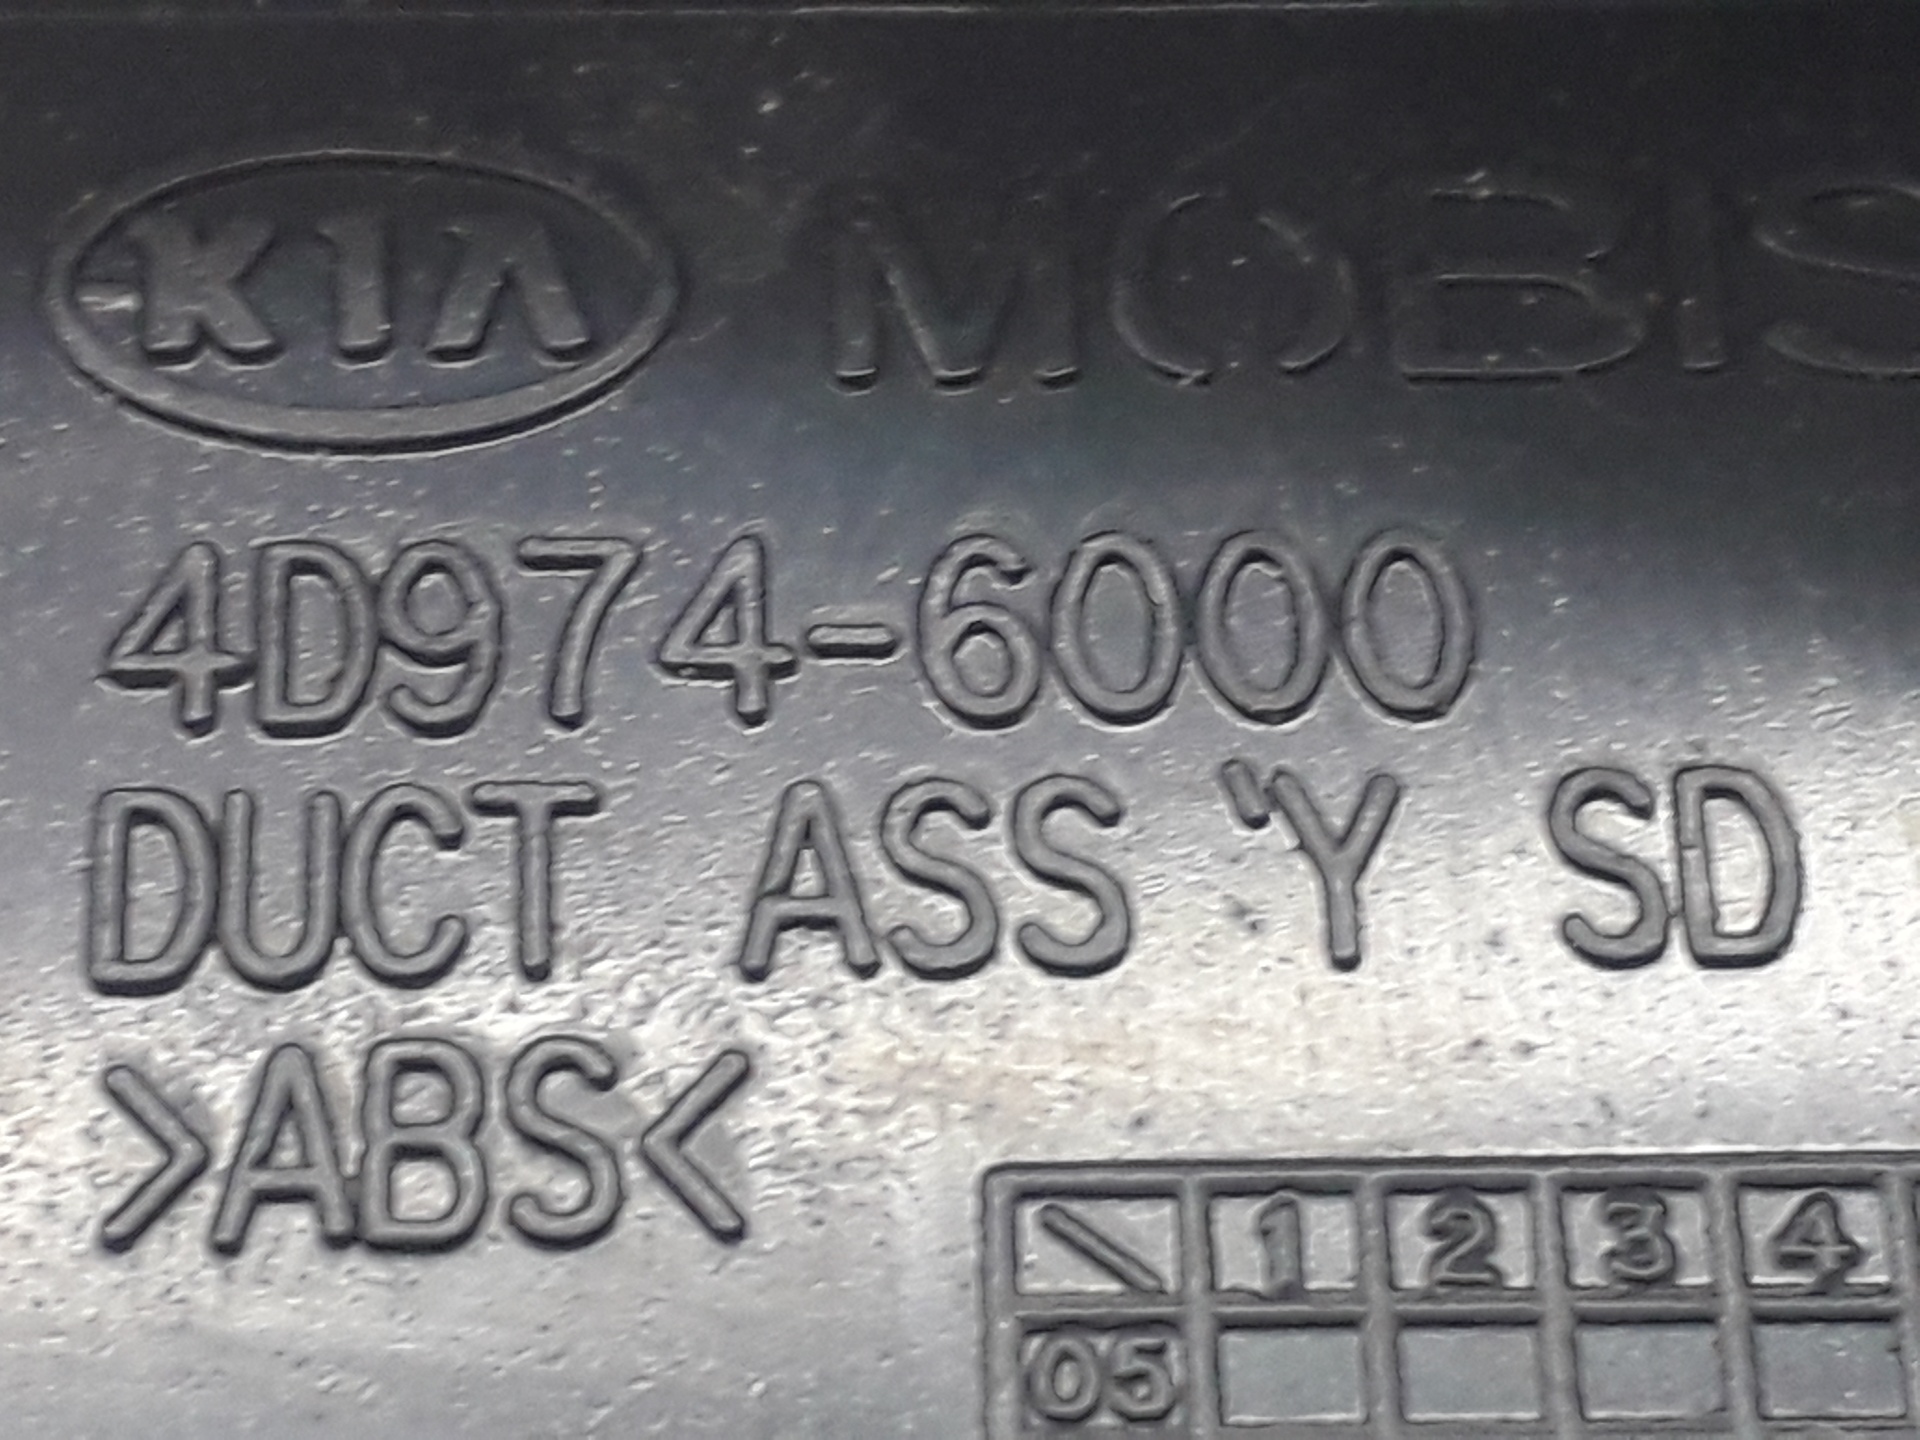 KIA MOBIS
4D974-6000
DUCT ASS'Y SD
>ABS<
\ 1 2 3 4
05